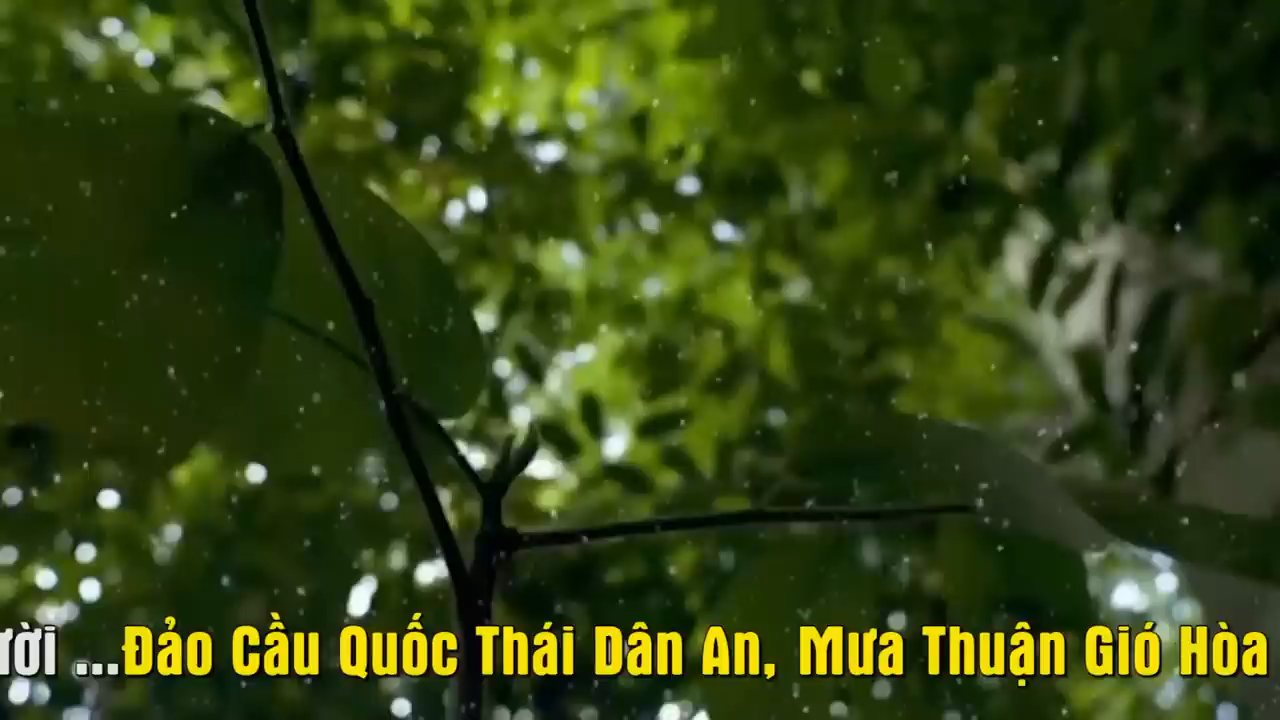 ...Đảo Cầu Quốc Thái Dân An, Mưa Thuận Gió Hòa